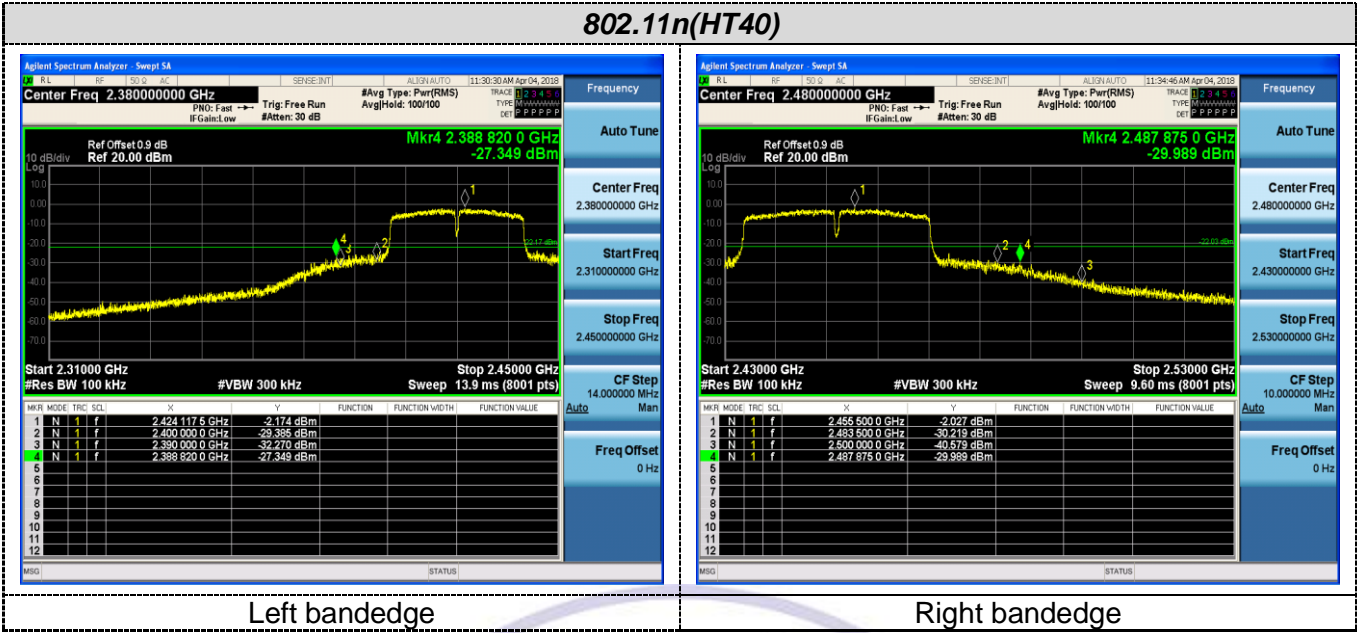 802.11n(HT40)
Agilent Spectrum Analyzer - Swept SA
RL RF 50 Ω AC SENSE:INT ALIGN AUTO 11:30:30 AM Apr 04, 2018
Center Freq 2.380000000 GHz
PNO: Fast
IFGain:Low
Trig: Free Run
#Atten: 30 dB
#Avg Type: Pwr(RMS)
Avg|Hold: 100/100
TRACE 1 2 3 4 5 6
TYPE M
DET P P P P P P
Mkr4 2.388 820 0 GHz
-27.349 dBm
Ref Offset 0.9 dB
10 dB/div Ref 20.00 dBm
Log
10.0
0.00
-10.0
-20.0
-30.0
-40.0
-50.0
-60.0
-70.0
1
2
3
4
-22.17 dBm
Start 2.31000 GHz Stop 2.45000 GHz
#Res BW 100 kHz #VBW 300 kHz Sweep 13.9 ms (8001 pts)
MKR MODE TRC SCL X Y FUNCTION FUNCTION WIDTH FUNCTION VALUE
1 N 1 f 2.424 117 5 GHz -2.174 dBm
2 N 1 f 2.400 000 0 GHz -29.385 dBm
3 N 1 f 2.390 000 0 GHz -32.270 dBm
4 N 1 f 2.388 820 0 GHz -27.349 dBm
5
6
7
8
9
10
11
12
MSG STATUS
Frequency
Auto Tune
Center Freq
2.380000000 GHz
Start Freq
2.310000000 GHz
Stop Freq
2.450000000 GHz
CF Step
14.000000 MHz
Auto Man
Freq Offset
0 Hz
Left bandedge
Agilent Spectrum Analyzer - Swept SA
RL RF 50 Ω AC SENSE:INT ALIGN AUTO 11:34:46 AM Apr 04, 2018
Center Freq 2.480000000 GHz
PNO: Fast
IFGain:Low
Trig: Free Run
#Atten: 30 dB
#Avg Type: Pwr(RMS)
Avg|Hold: 100/100
TRACE 1 2 3 4 5 6
TYPE M
DET P P P P P P
Mkr4 2.487 875 0 GHz
-29.989 dBm
Ref Offset 0.9 dB
10 dB/div Ref 20.00 dBm
Log
10.0
0.00
-10.0
-20.0
-30.0
-40.0
-50.0
-60.0
-70.0
1
2
4
3
-22.03 dBm
Start 2.43000 GHz Stop 2.53000 GHz
#Res BW 100 kHz #VBW 300 kHz Sweep 9.60 ms (8001 pts)
MKR MODE TRC SCL X Y FUNCTION FUNCTION WIDTH FUNCTION VALUE
1 N 1 f 2.455 500 0 GHz -2.027 dBm
2 N 1 f 2.483 500 0 GHz -30.219 dBm
3 N 1 f 2.500 000 0 GHz -40.579 dBm
4 N 1 f 2.487 875 0 GHz -29.989 dBm
5
6
7
8
9
10
11
12
MSG STATUS
Frequency
Auto Tune
Center Freq
2.480000000 GHz
Start Freq
2.430000000 GHz
Stop Freq
2.530000000 GHz
CF Step
10.000000 MHz
Auto Man
Freq Offset
0 Hz
Right bandedge